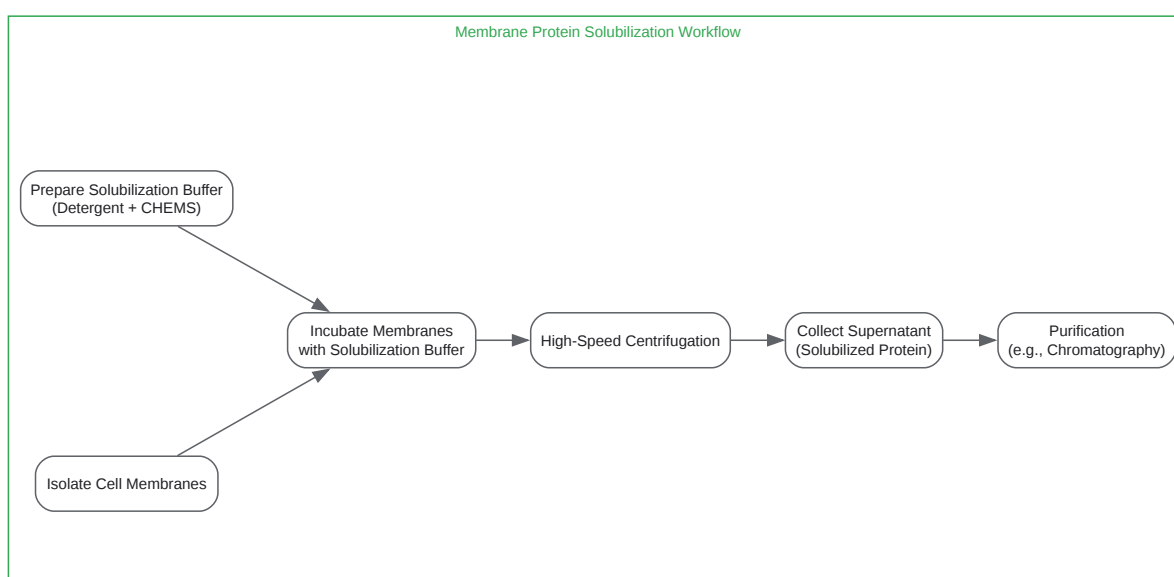 Membrane Protein Solubilization Workflow
Prepare Solubilization Buffer
(Detergent + CHEMS)
Isolate Cell Membranes
Incubate Membranes
with Solubilization Buffer
High-Speed Centrifugation
Collect Supernatant
(Solubilized Protein)
Purification
(e.g., Chromatography)